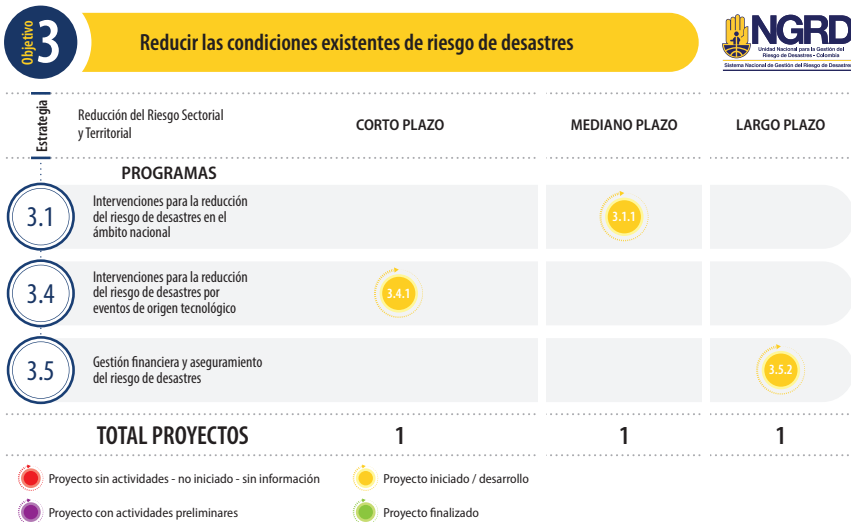 Objetivo
3
Reducir las condiciones existentes de riesgo de desastres
NGRD
Unidad Nacional para la Gestión del
Riesgo de Desastres - Colombia
Sistema Nacional de Gestión del Riesgo de Desastres
Estrategia
Reducción del Riesgo Sectorial
y Territorial
CORTO PLAZO
MEDIANO PLAZO
LARGO PLAZO
PROGRAMAS
3.1
Intervenciones para la reducción
del riesgo de desastres en el
ámbito nacional
3.1.1
3.4
Intervenciones para la reducción
del riesgo de desastres por
eventos de origen tecnológico
3.4.1
3.5
Gestión financiera y aseguramiento
del riesgo de desastres
3.5.2
TOTAL PROYECTOS
1
1
1
Proyecto sin actividades - no iniciado - sin información
Proyecto iniciado / desarrollo
Proyecto con actividades preliminares
Proyecto finalizado